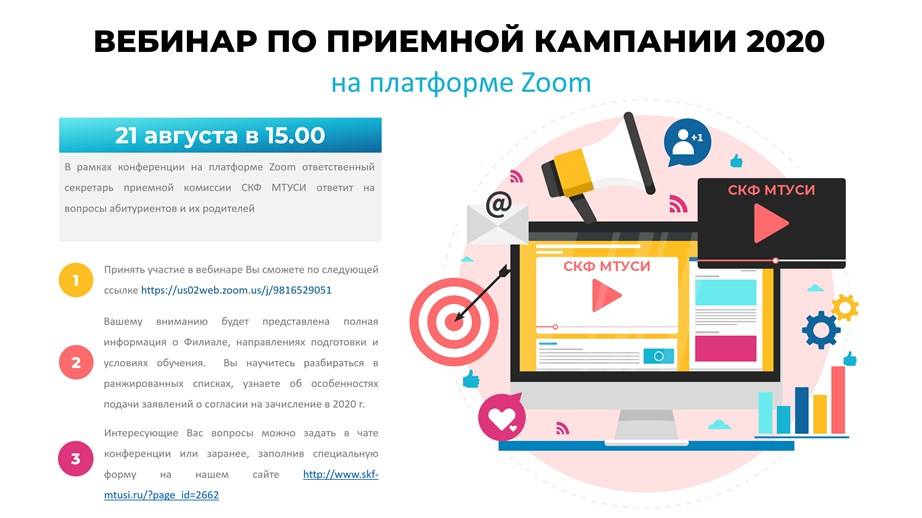 ВЕБИНАР ПО ПРИЕМНОЙ КАМПАНИИ 2020
на платформе Zoom
21 августа в 15.00
В рамках конференции на платформе Zoom ответственный
секретарь приемной комиссии СКФ МТУСИ ответит на
вопросы абитуриентов и их родителей
1
Принять участие в вебинаре Вы сможете по следующей
ссылке https://us02web.zoom.us/j/9816529051
2
Вашему вниманию будет представлена полная
информация о Филиале, направлениях подготовки и
условиях обучения. Вы научитесь разбираться в
ранжированных списках, узнаете об особенностях
подачи заявлений о согласии на зачисление в 2020 г.
3
Интересующие Вас вопросы можно задать в чате
конференции или заранее, заполнив специальную
форму на нашем сайте http://www.skf-
mtusi.ru/?page_id=2662
@
+1
СКФ МТУСИ
СКФ МТУСИ